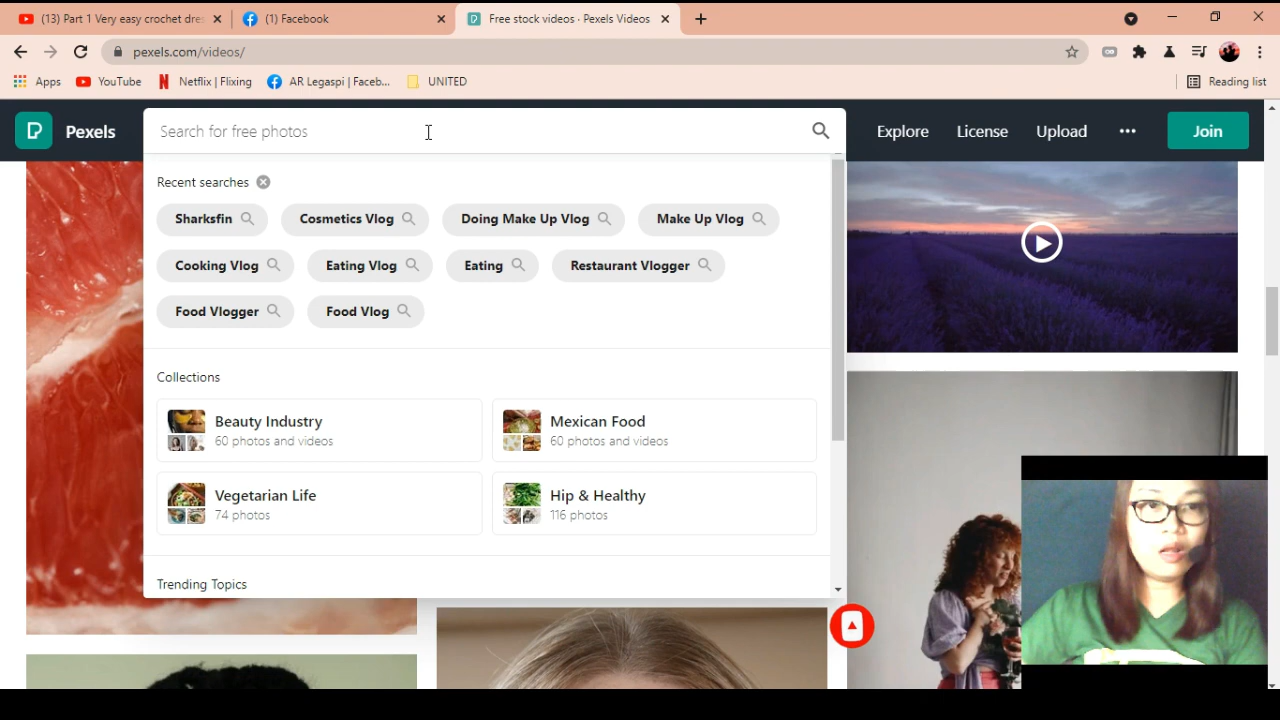 (13) Part 1 Very easy crochet dre
(1) Facebook
Free stock videos · Pexels Videos
pexels.com/videos/
Apps
YouTube
Netflix | Flixing
AR Legaspi | Faceb...
UNITED
Reading list
Pexels
Search for free photos
Explore
License
Upload
Join
Recent searches
Sharksfin
Cosmetics Vlog
Doing Make Up Vlog
Make Up Vlog
Cooking Vlog
Eating Vlog
Eating
Restaurant Vlogger
Food Vlogger
Food Vlog
Collections
Beauty Industry
60 photos and videos
Mexican Food
60 photos and videos
Vegetarian Life
74 photos
Hip & Healthy
116 photos
Trending Topics